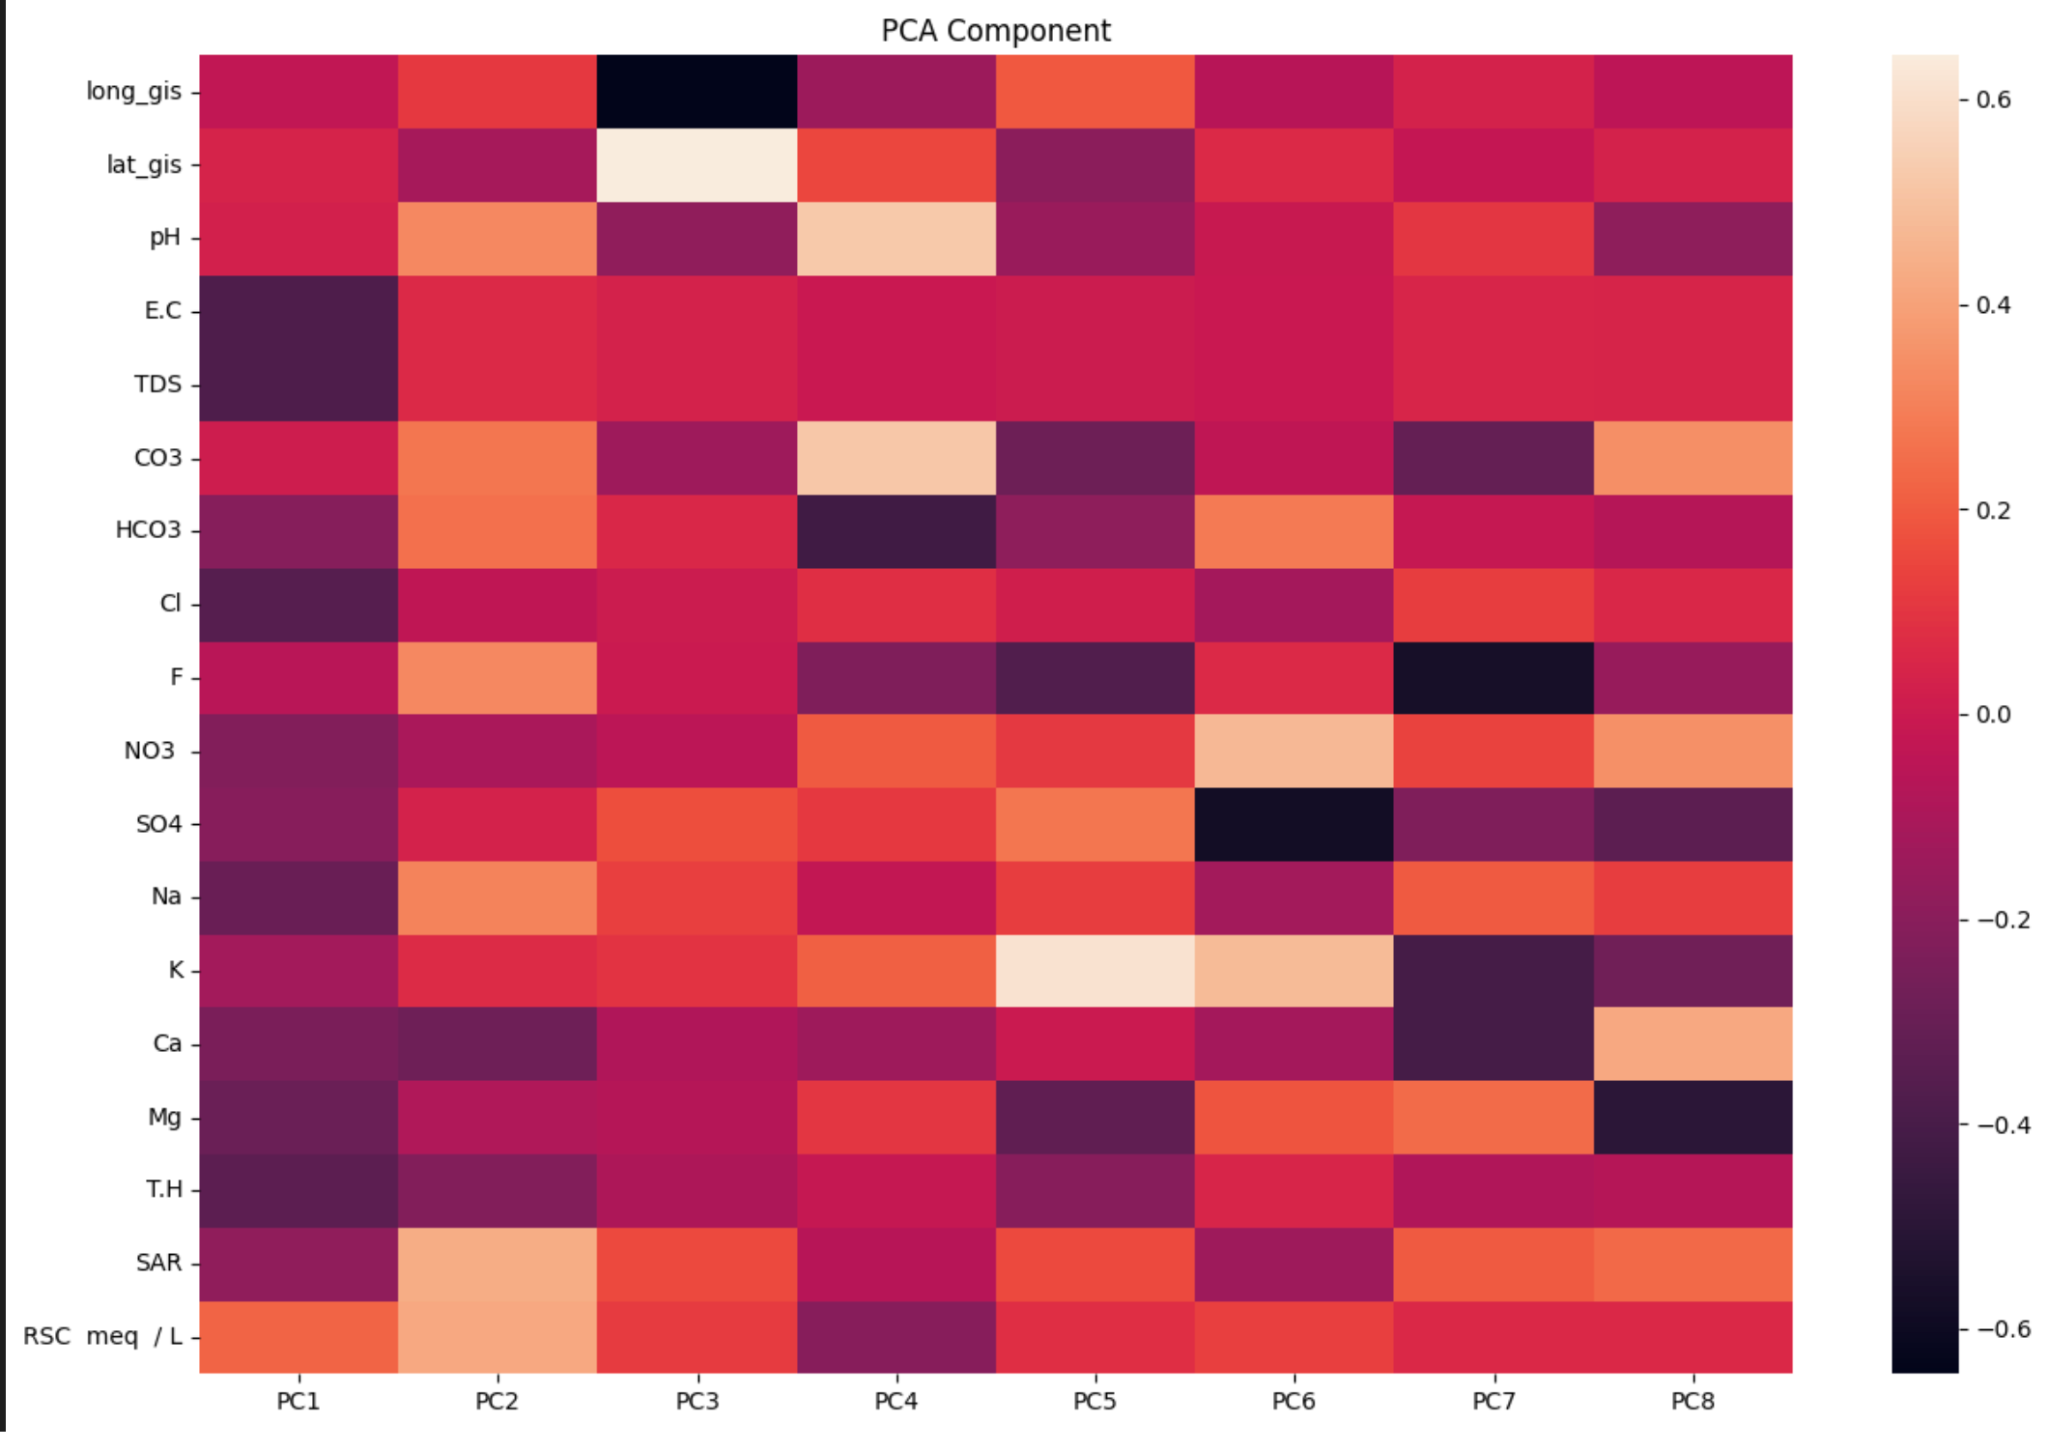 PCA Component
long_gis
lat_gis
pH
E.C
TDS
CO3
HCO3
Cl
F
NO3
SO4
Na
K
Ca
Mg
T.H
SAR
RSC  meq  / L
PC1 PC2 PC3 PC4 PC5 PC6 PC7 PC8
0.6
0.4
0.2
0.0
−0.2
−0.4
−0.6